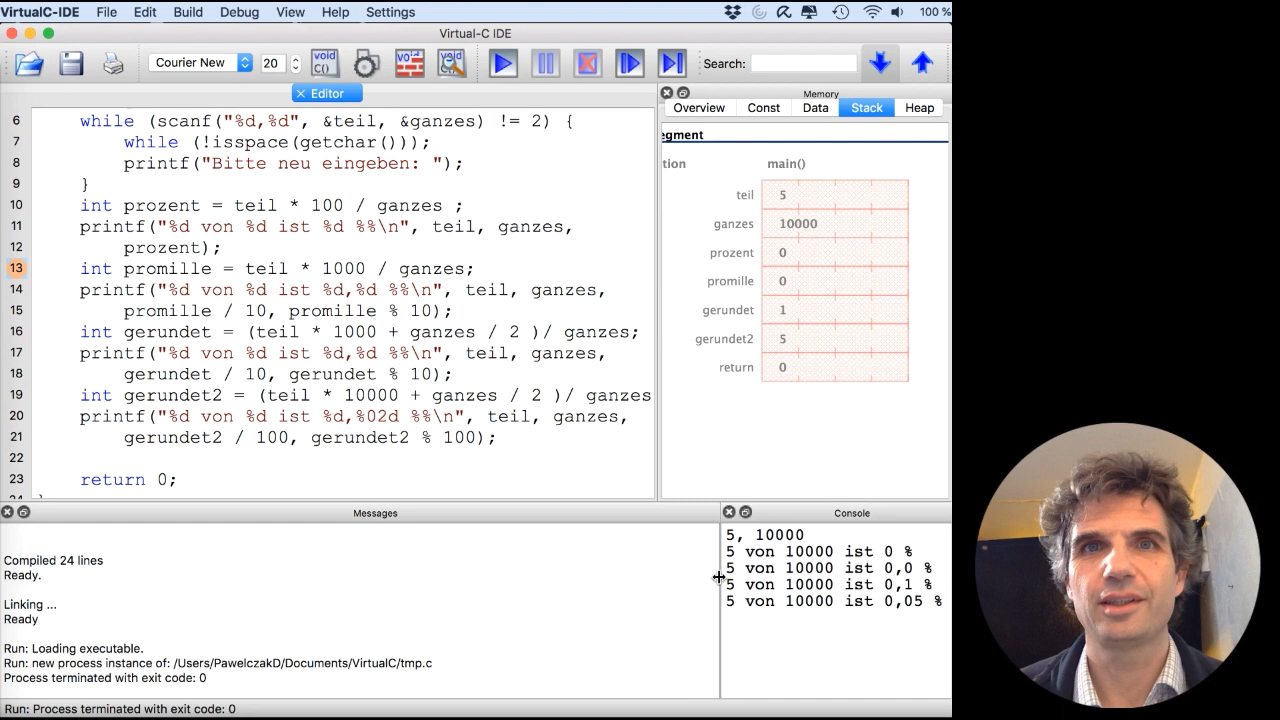 VirtualC-IDE File Edit Build Debug View Help Settings 100 %
Virtual-C IDE
Courier New 20 void C() void void Search:
Editor
Memory
Overview Const Data Stack Heap
egment
tion main()
teil 5
ganzes 10000
prozent 0
promille 0
gerundet 1
gerundet2 5
return 0
6 while (scanf("%d,%d", &teil, &ganzes) != 2) {
7 while (!isspace(getchar()));
8 printf("Bitte neu eingeben: ");
9 }
10 int prozent = teil * 100 / ganzes ;
11 printf("%d von %d ist %d %%\n", teil, ganzes,
12 prozent);
13 int promille = teil * 1000 / ganzes;
14 printf("%d von %d ist %d,%d %%\n", teil, ganzes,
15 promille / 10, promille % 10);
16 int gerundet = (teil * 1000 + ganzes / 2 )/ ganzes;
17 printf("%d von %d ist %d,%d %%\n", teil, ganzes,
18 gerundet / 10, gerundet % 10);
19 int gerundet2 = (teil * 10000 + ganzes / 2 )/ ganzes
20 printf("%d von %d ist %d,%02d %%\n", teil, ganzes,
21 gerundet2 / 100, gerundet2 % 100);
22
23 return 0;
Messages
Compiled 24 lines
Ready.
Linking ...
Ready
Run: Loading executable.
Run: new process instance of: /Users/PawelczakD/Documents/VirtualC/tmp.c
Process terminated with exit code: 0
Console
5, 10000
5 von 10000 ist 0 %
5 von 10000 ist 0,0 %
5 von 10000 ist 0,1 %
5 von 10000 ist 0,05 %
Run: Process terminated with exit code: 0